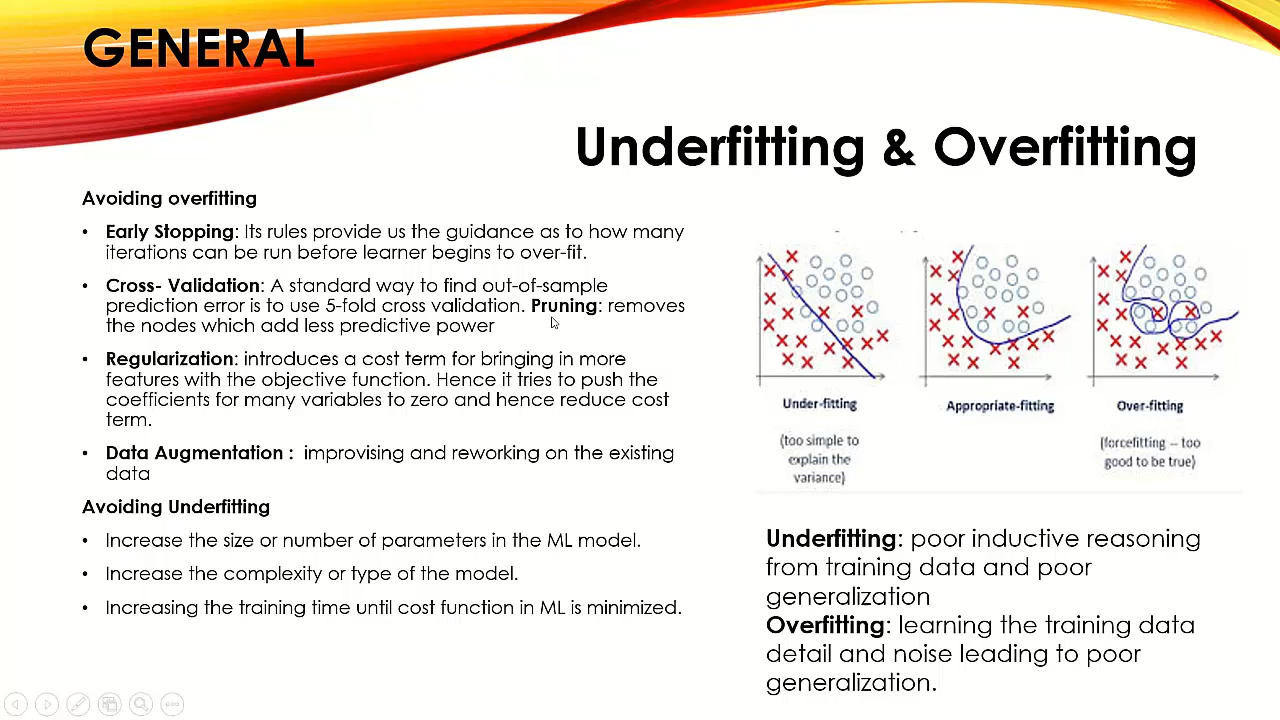 GENERAL
Underfitting & Overfitting
Avoiding overfitting
• Early Stopping: Its rules provide us the guidance as to how many
iterations can be run before learner begins to over-fit.
• Cross- Validation: A standard way to find out-of-sample
prediction error is to use 5-fold cross validation. Pruning: removes
the nodes which add less predictive power
• Regularization: introduces a cost term for bringing in more
features with the objective function. Hence it tries to push the
coefficients for many variables to zero and hence reduce cost
term.
• Data Augmentation : improvising and reworking on the existing
data
Avoiding Underfitting
• Increase the size or number of parameters in the ML model.
• Increase the complexity or type of the model.
• Increasing the training time until cost function in ML is minimized.
Under-fitting
(too simple to
explain the
variance)
Appropriate-fitting
Over-fitting
(forcefitting – too
good to be true)
Underfitting: poor inductive reasoning
from training data and poor
generalization
Overfitting: learning the training data
detail and noise leading to poor
generalization.